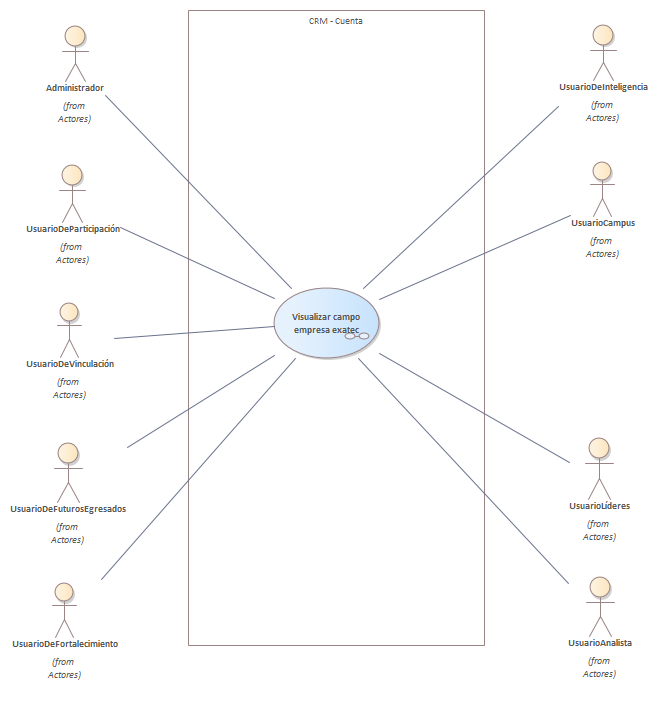 CRM - Cuenta
Administrador
(from
Actores)
UsuarioDeParticipación
(from
Actores)
UsuarioDeVinculación
(from
Actores)
UsuarioDeFuturosEgresados
(from
Actores)
UsuarioDeFortalecimiento
(from
Actores)
Visualizar campo
empresa exatec
UsuarioDeInteligencia
(from
Actores)
UsuarioCampus
(from
Actores)
UsuarioLíderes
(from
Actores)
UsuarioAnalista
(from
Actores)